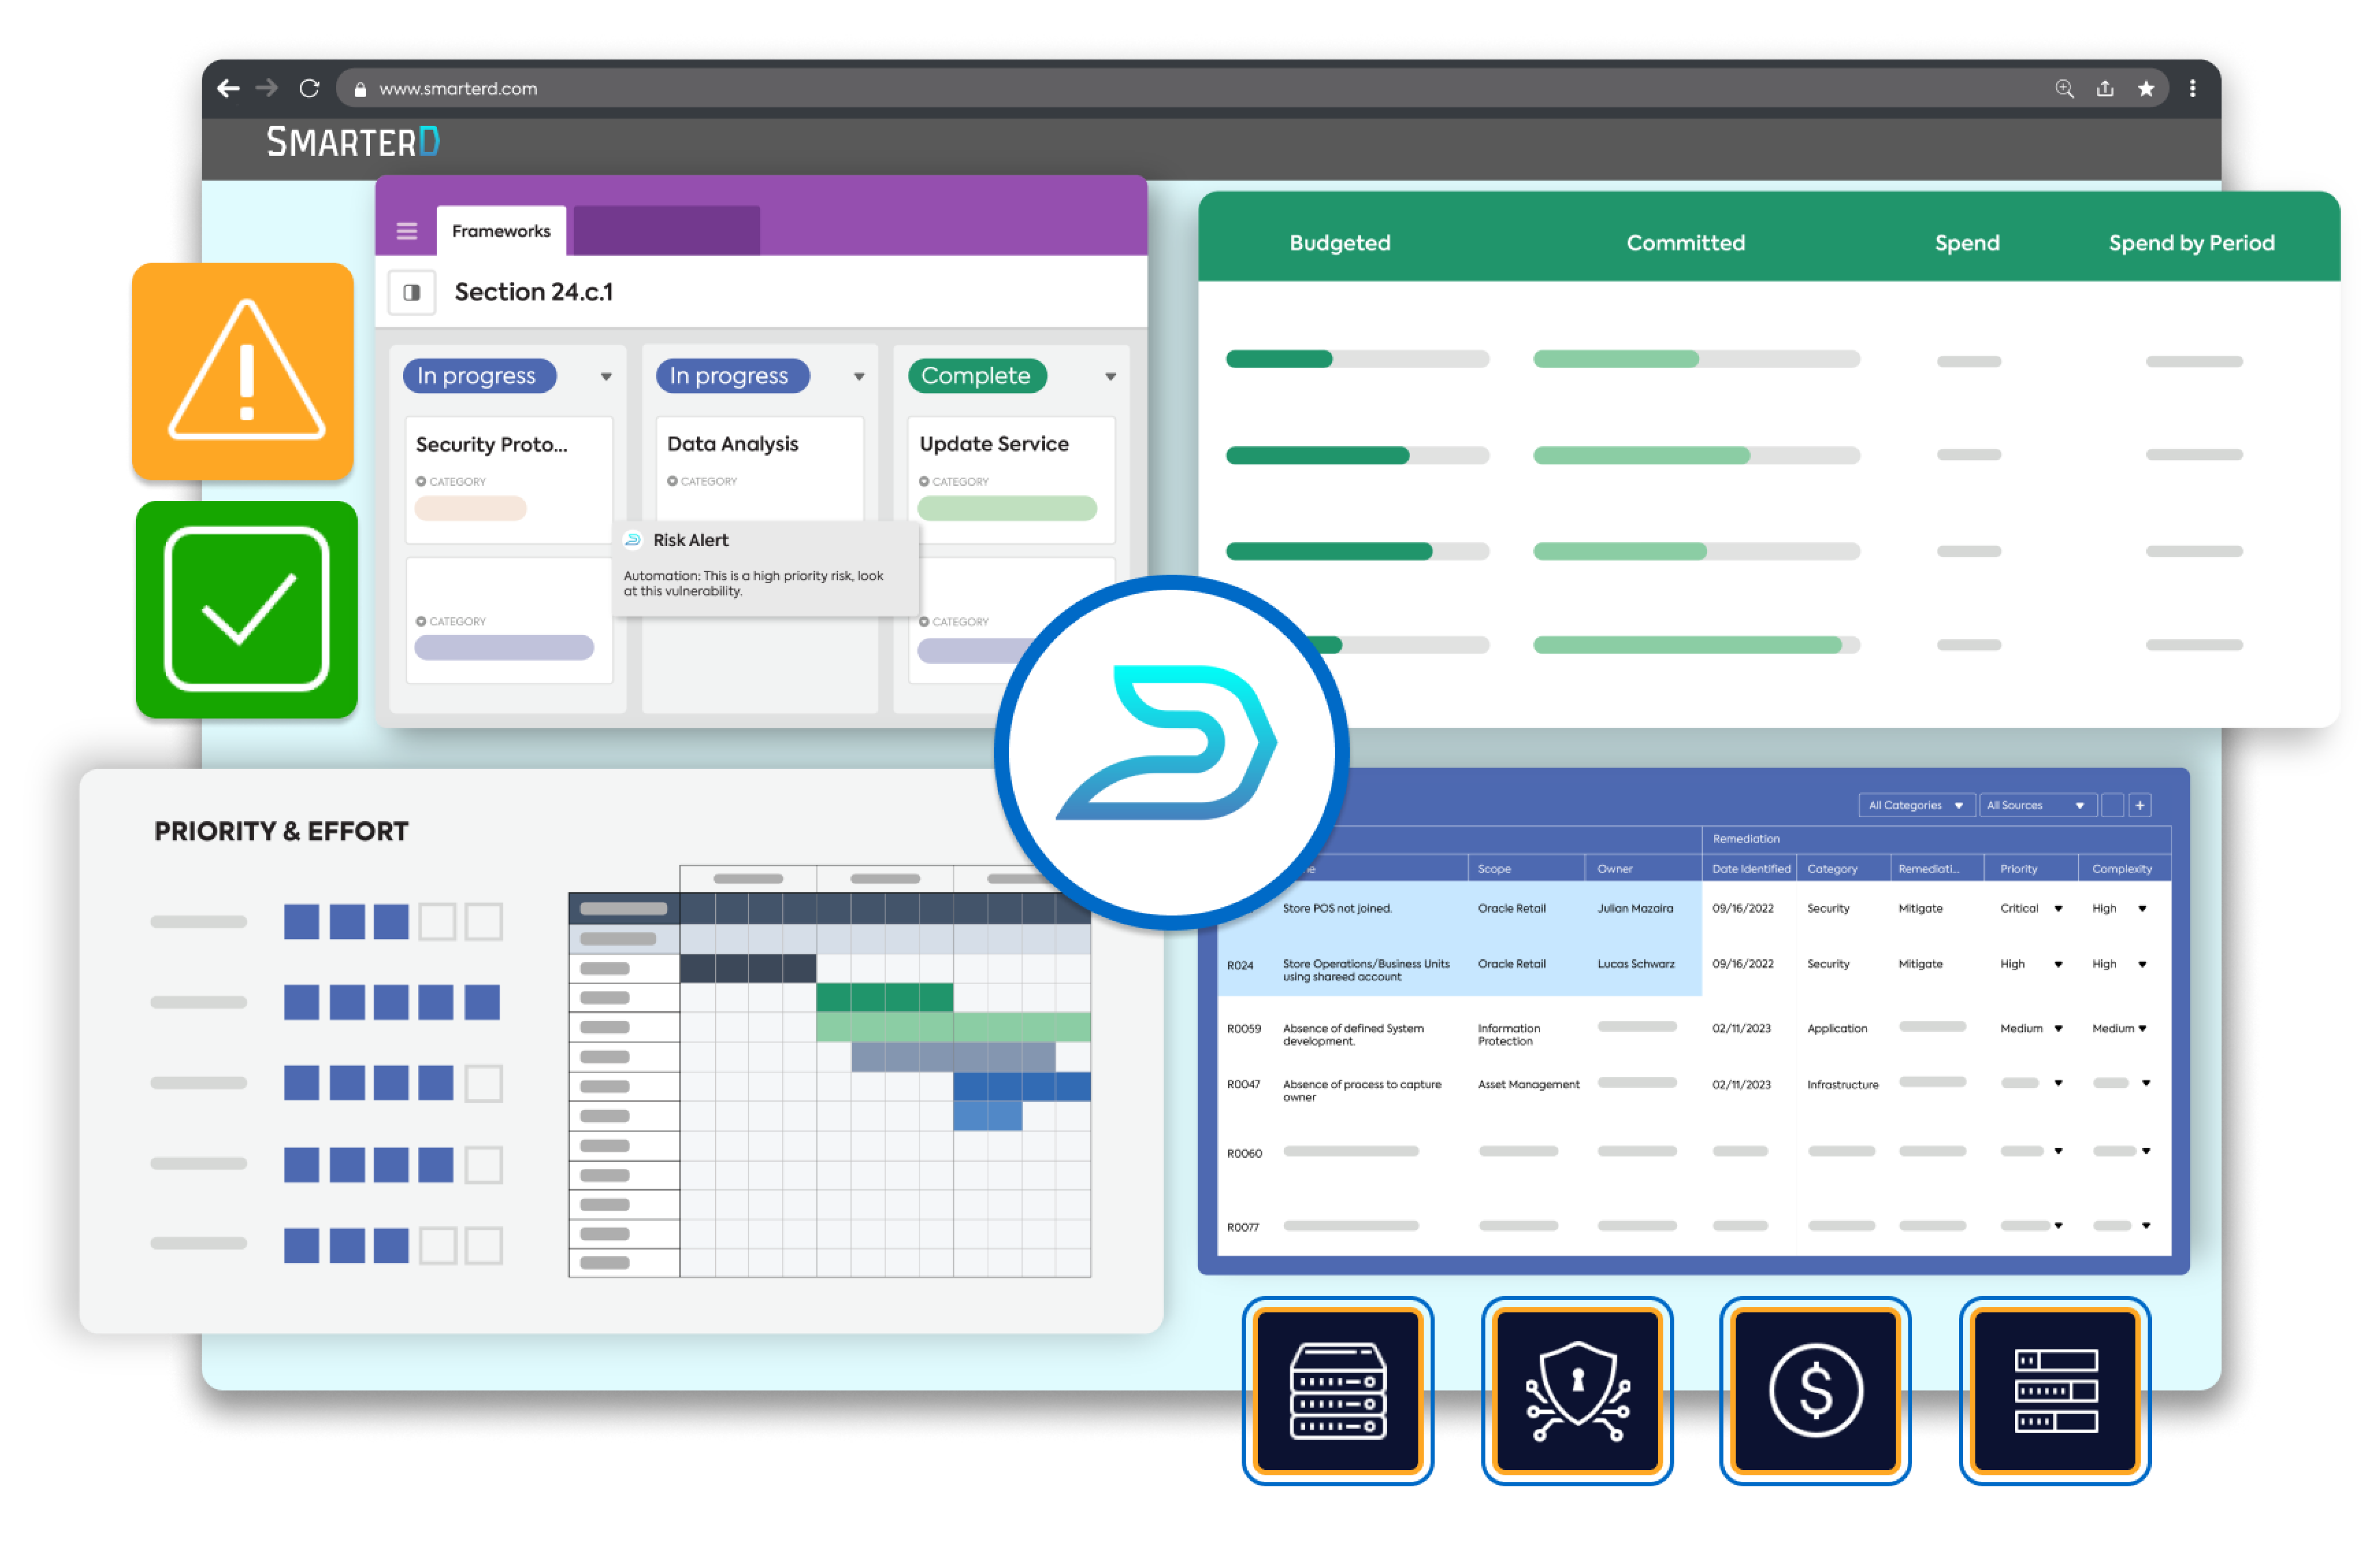 www.smarterd.com
SMARTERD
Frameworks
Section 24.c.1
In progress
In progress
Complete
Security Proto...
Data Analysis
Update Service
CATEGORY
CATEGORY
CATEGORY
Risk Alert
Automation: This is a high priority risk, look
at this vulnerability.
CATEGORY
CATEGORY
Budgeted Committed Spend Spend by Period
PRIORITY & EFFORT
All Categories All Sources +
Remediation
Scope Owner Date Identified Category Remediati... Priority Complexity
Store POS not joined. Oracle Retail Julian Mazaira 09/16/2022 Security Mitigate Critical High
R024 Store Operations/Business Units Oracle Retail Lucas Schwarz 09/16/2022 Security Mitigate High High
using shareed account
R0059 Absence of defined System Information 02/11/2023 Application Medium Medium
development. Protection
R0047 Absence of process to capture Asset Management 02/11/2023 Infrastructure
owner
R0060
R0077